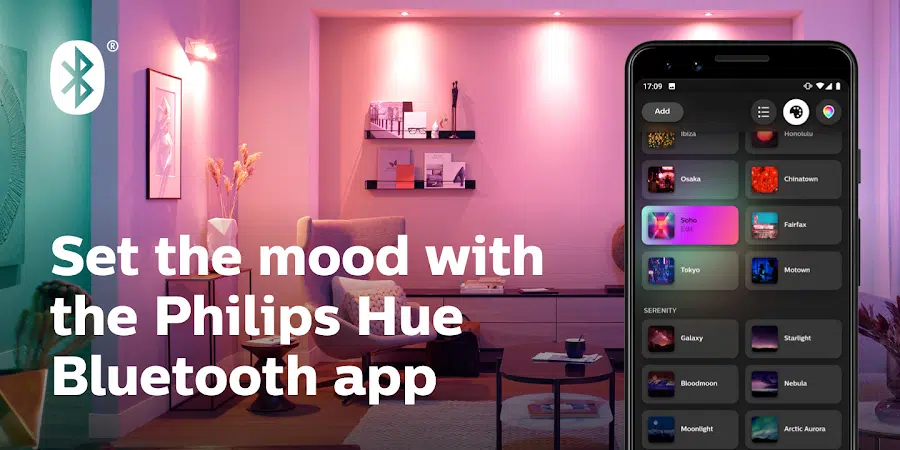 ®
Set the mood with
the Philips Hue
Bluetooth app
17:09
Add
Ibiza
Honolulu
Osaka
Chinatown
Soho
Edit
Fairfax
Tokyo
Motown
SERENITY
Galaxy
Starlight
Bloodmoon
Nebula
Moonlight
Arctic Aurora